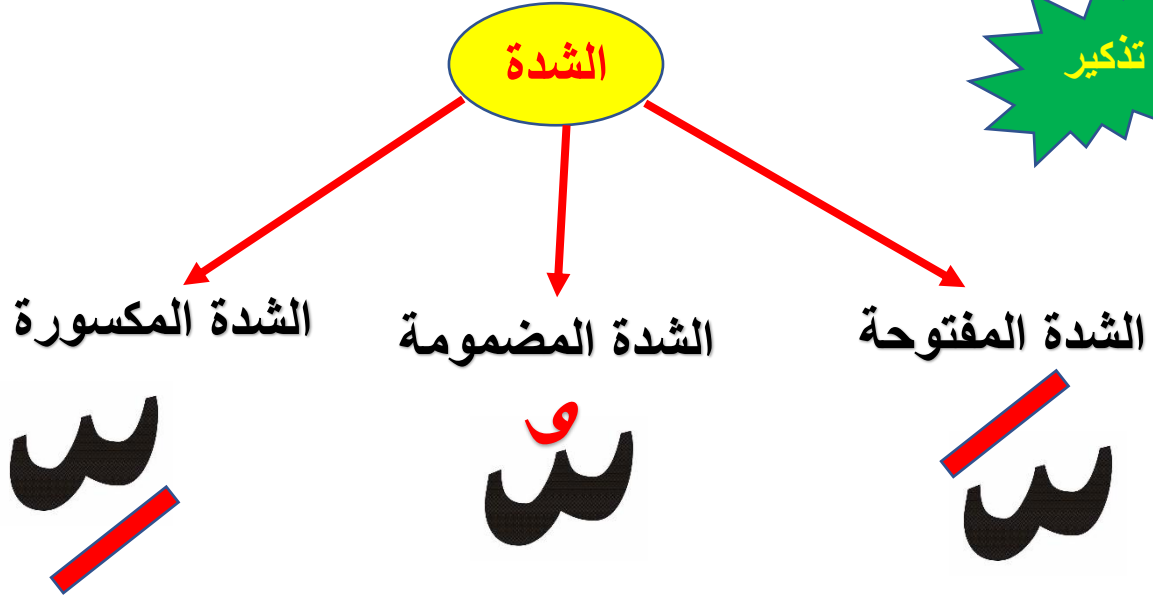 تذكير
الشدة
الشدة المفتوحة
الشدة المضمومة
الشدة المكسورة
َّ
ُّ
ِّ